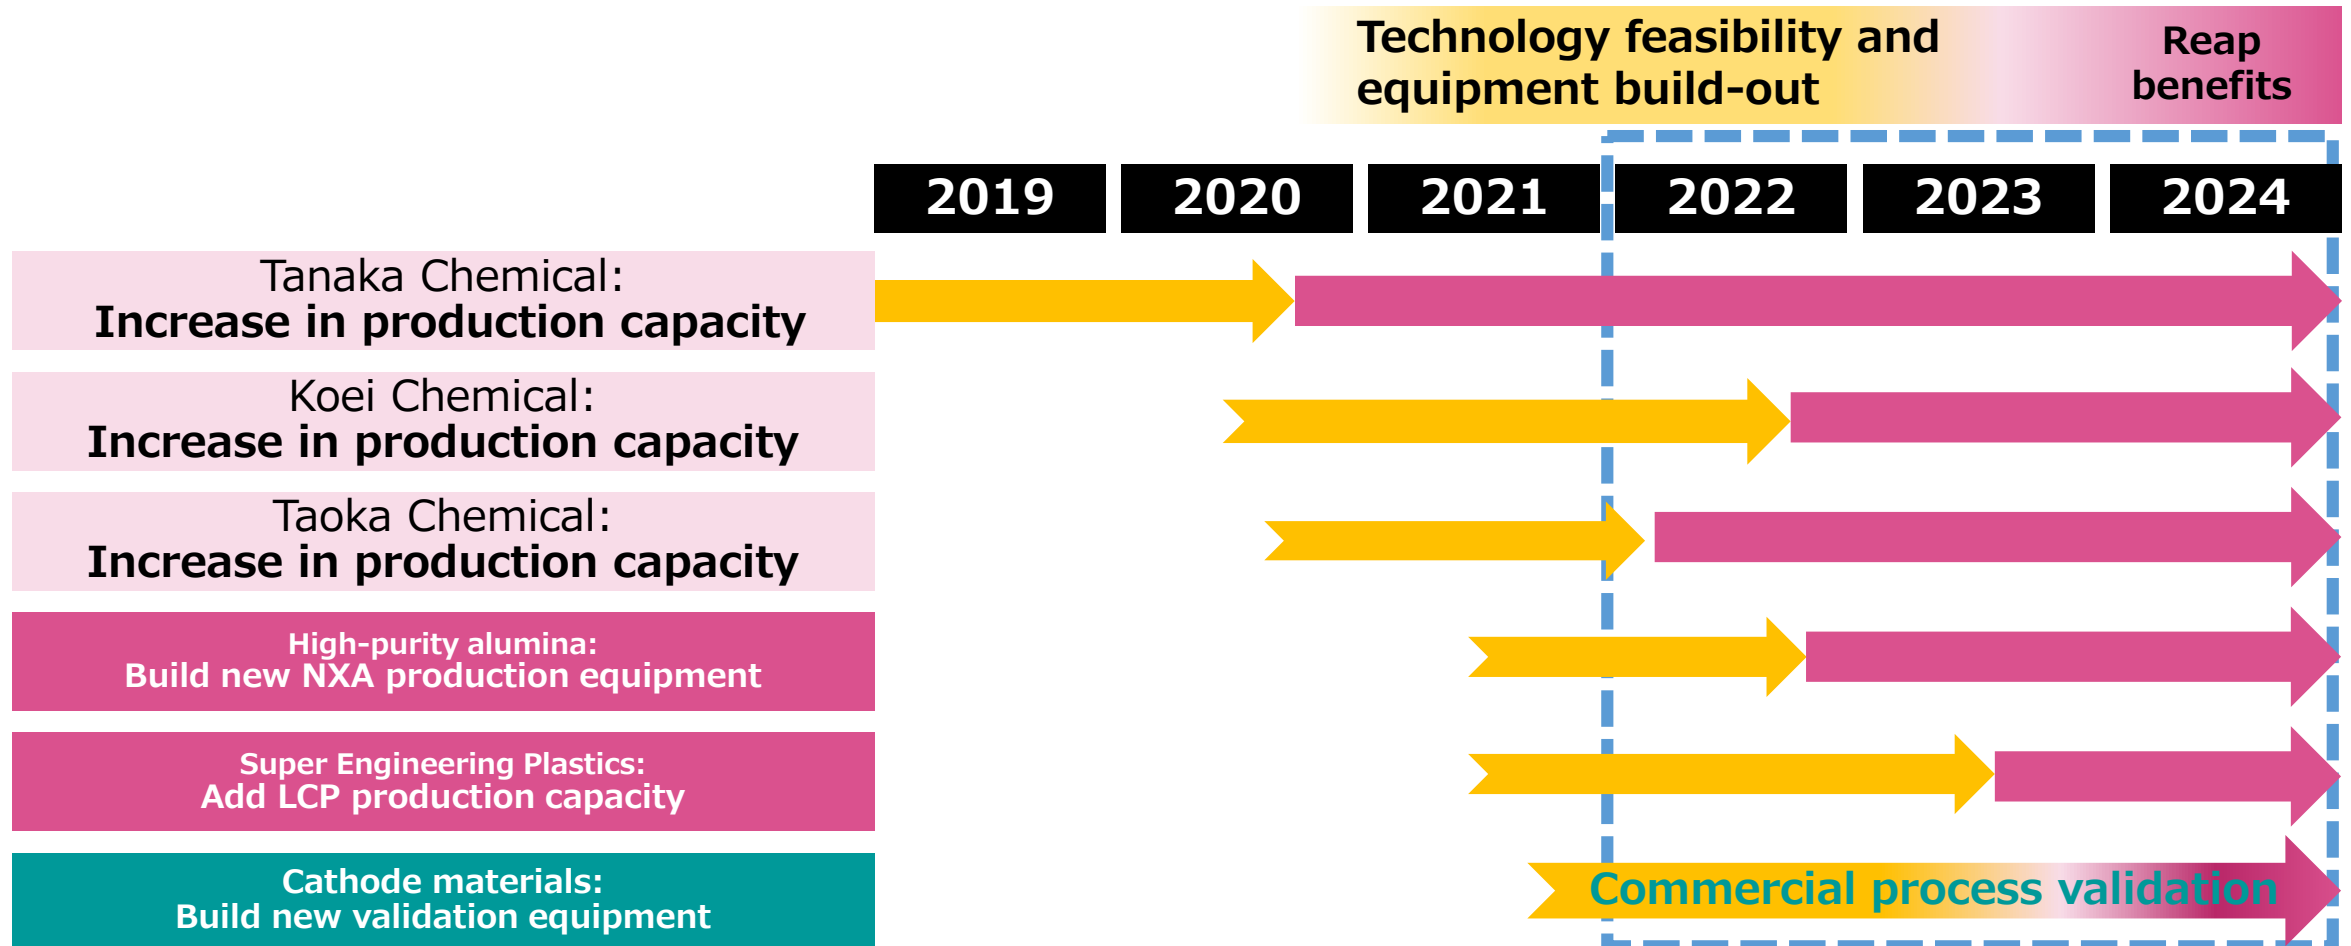 Technology feasibility and
equipment build-out
Reap
benefits
2019 2020 2021 2022 2023 2024
Tanaka Chemical:
Increase in production capacity
Koei Chemical:
Increase in production capacity
Taoka Chemical:
Increase in production capacity
High-purity alumina:
Build new NXA production equipment
Super Engineering Plastics:
Add LCP production capacity
Cathode materials:
Build new validation equipment
Commercial process validation